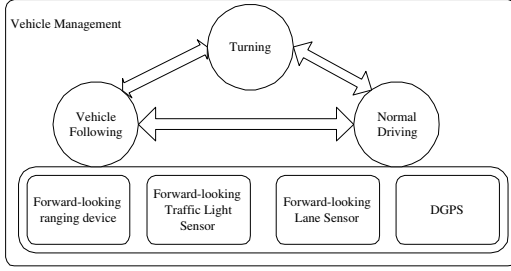 Vehicle Management
Turning
Vehicle
Following
Normal
Driving
Forward-looking
ranging device
Forward-looking
Traffic Light
Sensor
Forward-looking
Lane Sensor
DGPS